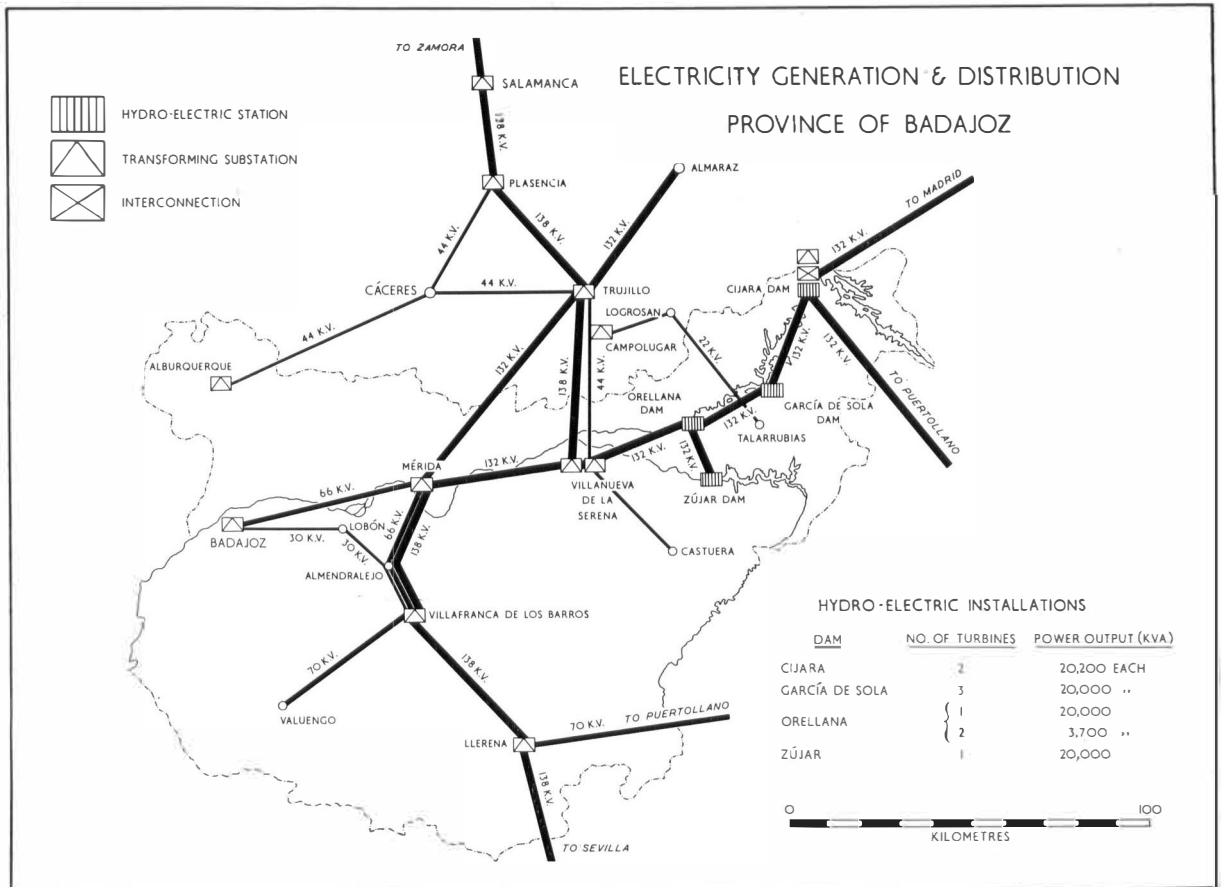 ELECTRICITY GENERATION & DISTRIBUTION
PROVINCE OF BADAJOZ
HYDRO-ELECTRIC STATION
TRANSFORMING SUBSTATION
INTERCONNECTION
TO ZAMORA
SALAMANCA
138 K.V.
PLASENCIA
ALMARAZ
44 K.V.
138 K.V.
132 K.V.
TO MADRID
132 K.V.
CÁCERES
44 K.V.
TRUJILLO
CIJARA DAM
LOGROSAN
CAMPOLUGAR
44 K.V.
ALBURQUERQUE
132 K.V.
138 K.V.
44 K.V.
22 K.V.
132 K.V.
132 K.V.
TO PUERTOLLANO
ORELLANA
DAM
GARCÍA DE SOLA
DAM
132 K.V.
TALARRUBIAS
MÉRIDA
132 K.V.
132 K.V.
132 K.V.
VILLANUEVA
DE LA
SERENA
ZÚJAR DAM
66 K.V.
BADAJOZ
LOBÓN
30 K.V.
30 K.V.
66 K.V.
138 K.V.
CASTUERA
ALMENDRALEJO
VILLAFRANCA DE LOS BARROS
70 K.V.
138 K.V.
VALUENGO
LLERENA
70 K.V.
TO PUERTOLLANO
138 K.V.
TO SEVILLA
HYDRO-ELECTRIC INSTALLATIONS
DAM NO. OF TURBINES POWER OUTPUT (KVA)
CIJARA 2 20,200 EACH
GARCÍA DE SOLA 3 20,000 ,,
ORELLANA { 1 20,000
2 3,700 ,,
ZÚJAR 1 20,000
0 100
KILOMETRES